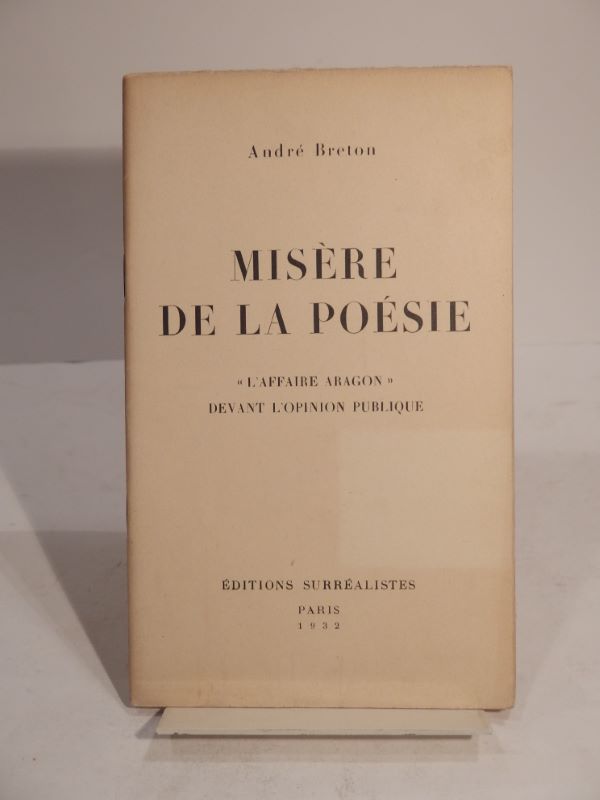 André Breton
MISÈRE
DE LA POÉSIE
« L'AFFAIRE ARAGON »
DEVANT L'OPINION PUBLIQUE
ÉDITIONS SURRÉALISTES
PARIS
1932